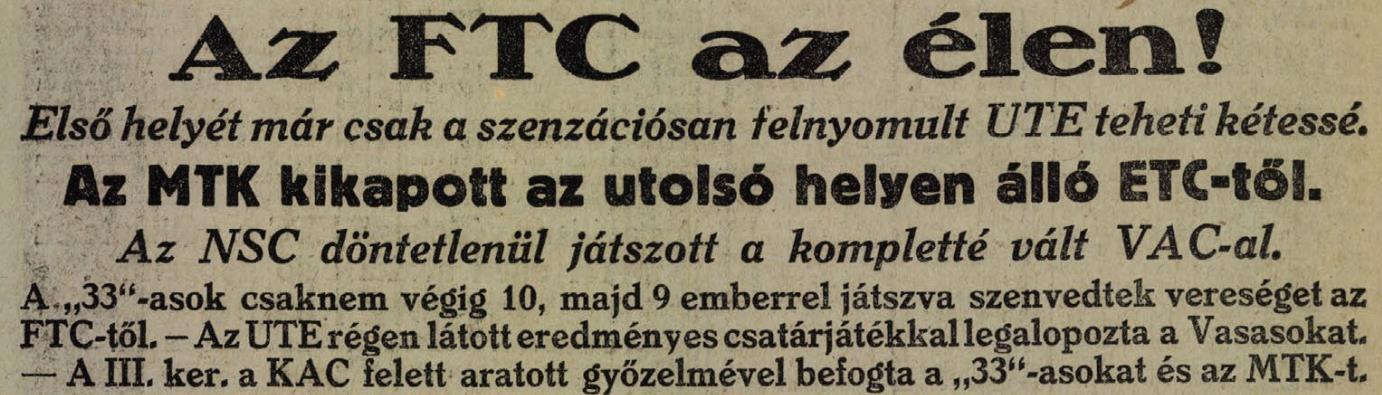 Az FTC az élen!
Első helyét már csak a szenzációsan felnyomult UTE teheti kétessé.
Az MTK kikapott az utolsó helyen álló ETC-től.
Az NSC döntetlenül játszott a kompletté vált VAC-al.
A „33“-asok csaknem végig 10, majd 9 emberrel játszva szenvedtek vereséget az
FTC-től. — Az UTE régen látott eredményes csatárjátékkal legalopozta a Vasasokat.
— A III. ker. a KAC felett aratott győzelmével befogta a „33“-asokat és az MTK-t.